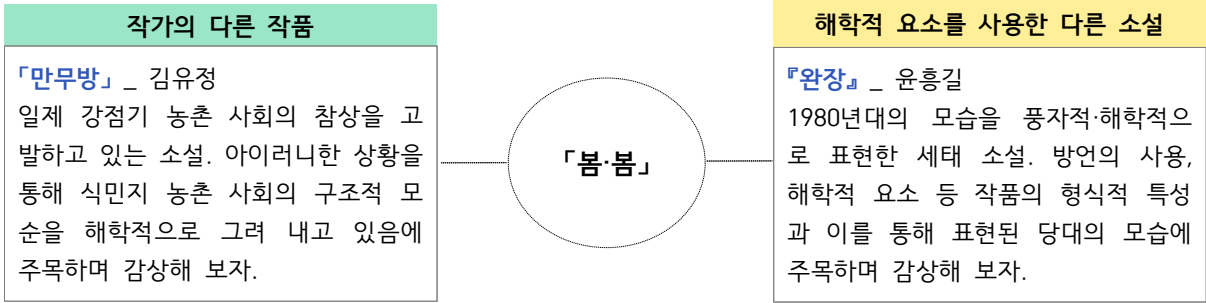 작가의 다른 작품
「만무방」 _ 김유정
일제 강점기 농촌 사회의 참상을 고
발하고 있는 소설. 아이러니한 상황을
통해 식민지 농촌 사회의 구조적 모
순을 해학적으로 그려 내고 있음에
주목하며 감상해 보자.
「봄·봄」
해학적 요소를 사용한 다른 소설
『완장』 _ 윤흥길
1980년대의 모습을 풍자적·해학적으
로 표현한 세태 소설. 방언의 사용,
해학적 요소 등 작품의 형식적 특성
과 이를 통해 표현된 당대의 모습에
주목하며 감상해 보자.